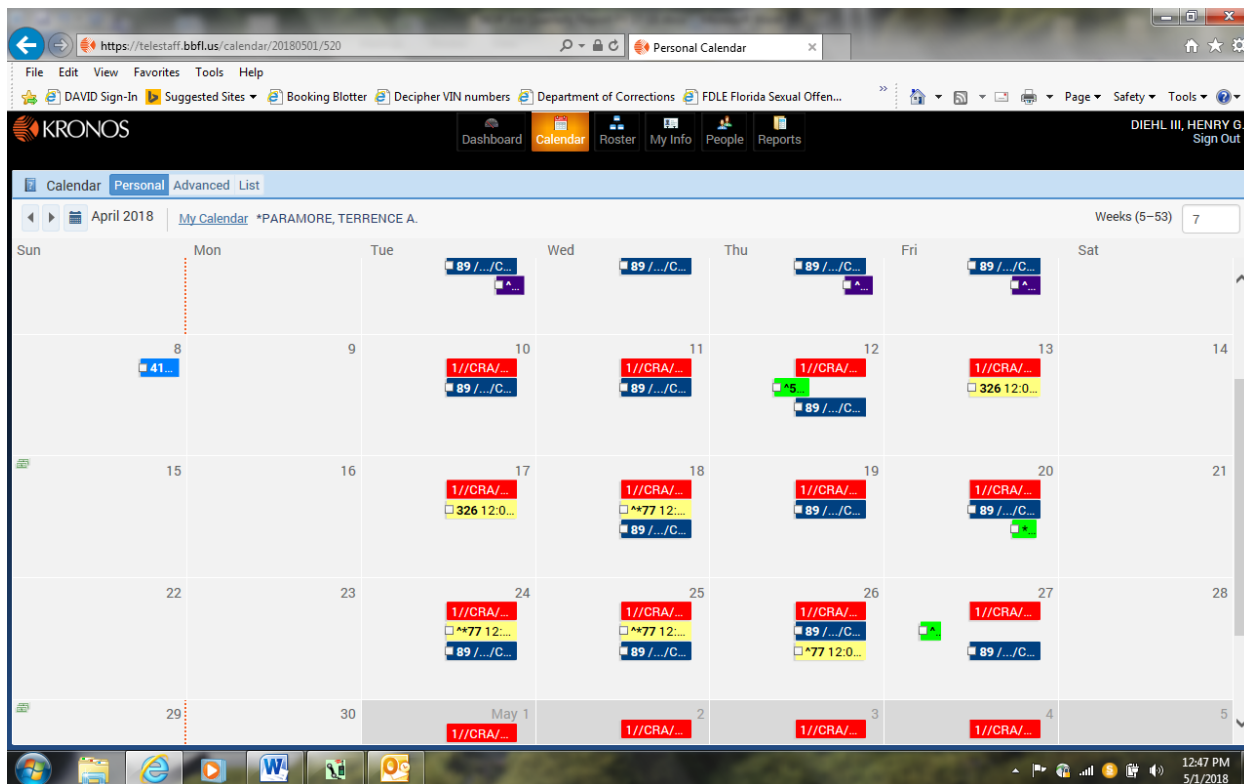 https://telestaff.bbfl.us/calendar/20180501/520
Personal Calendar
File Edit View Favorites Tools Help
DAVID Sign-In Suggested Sites Booking Blotter Decipher VIN numbers Department of Corrections FDLE Florida Sexual Offen... Page Safety Tools
KRONOS
Dashboard Calendar Roster My Info People Reports
DIEHL III, HENRY G.
Sign Out
Calendar Personal Advanced List
April 2018 My Calendar *PARAMORE, TERRENCE A. Weeks (5–53) 7
Sun Mon Tue Wed Thu Fri Sat
89 /.../C... 89 /.../C... 89 /.../C... 89 /.../C...
^... ^... ^...
8 9 10 11 12 13 14
41... 1//CRA/... 1//CRA/... 1//CRA/... 1//CRA/...
89 /.../C... 89 /.../C... ^5... 326 12:0...
89 /.../C...
15 16 17 18 19 20 21
1//CRA/... 1//CRA/... 1//CRA/... 1//CRA/...
326 12:0... ^*77 12:... 89 /.../C... 89 /.../C...
89 /.../C... *...
22 23 24 25 26 27 28
1//CRA/... 1//CRA/... 1//CRA/... 1//CRA/...
^*77 12:... ^*77 12:... 89 /.../C... ^...
89 /.../C... 89 /.../C... ^77 12:0... 89 /.../C...
29 30 May 1 2 3 4 5
1//CRA/... 1//CRA/... 1//CRA/... 1//CRA/...
12:47 PM
5/1/2018